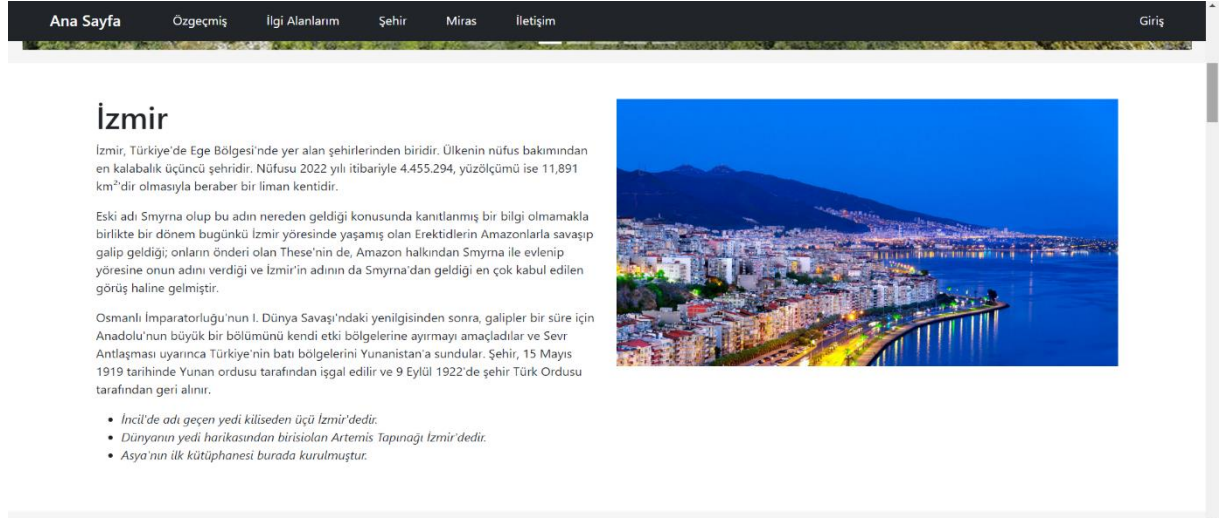 Ana Sayfa Özgeçmiş İlgi Alanlarım Şehir Miras İletişim Giriş
İzmir
İzmir, Türkiye'de Ege Bölgesi'nde yer alan şehirlerinden biridir. Ülkenin nüfus bakımından
en kalabalık üçüncü şehridir. Nüfusu 2022 yılı itibariyle 4.455.294, yüzölçümü ise 11,891
km²'dir olmasıyla beraber bir liman kentidir.
Eski adı Smyrna olup bu adın nereden geldiği konusunda kanıtlanmış bir bilgi olmamakla
birlikte bir dönem bugünkü İzmir yöresinde yaşamış olan Erektidlerin Amazonlarla savaşıp
galip geldiği; onların önderi olan These'nin de, Amazon halkından Smyrna ile evlenip
yöresine onun adını verdiği ve İzmir'in adının da Smyrna'dan geldiği en çok kabul edilen
görüş haline gelmiştir.
Osmanlı İmparatorluğu'nun I. Dünya Savaşı'ndaki yenilgisinden sonra, galipler bir süre için
Anadolu'nun büyük bir bölümünü kendi etki bölgelerine ayırmayı amaçladılar ve Sevr
Antlaşması uyarınca Türkiye'nin batı bölgelerini Yunanistan'a sundular. Şehir, 15 Mayıs
1919 tarihinde Yunan ordusu tarafından işgal edilir ve 9 Eylül 1922'de şehir Türk Ordusu
tarafından geri alınır.
• İncil'de adı geçen yedi kiliseden üçü İzmir'dedir.
• Dünyanın yedi harikasından birisiolan Artemis Tapınağı İzmir'dedir.
• Asya'nın ilk kütüphanesi burada kurulmuştur.